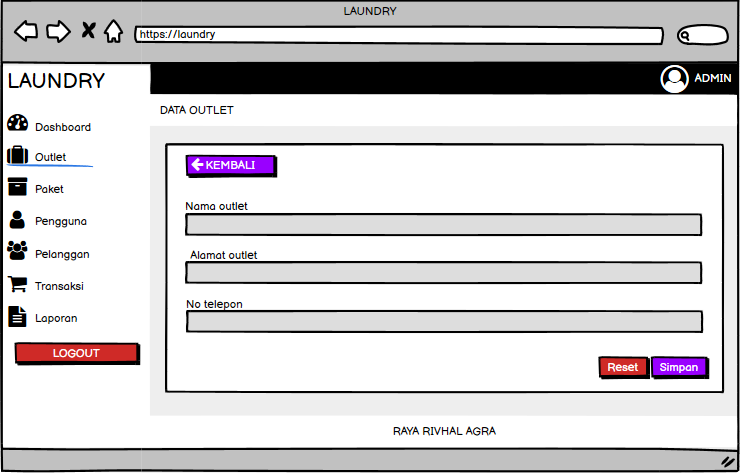 LAUNDRY
https://laundry
LAUNDRY
ADMIN
DATA OUTLET
Dashboard
Outlet
Paket
Pengguna
Pelanggan
Transaksi
Laporan
LOGOUT
KEMBALI
Nama outlet
Alamat outlet
No telepon
Reset
Simpan
RAYA RIVHAL AGRA